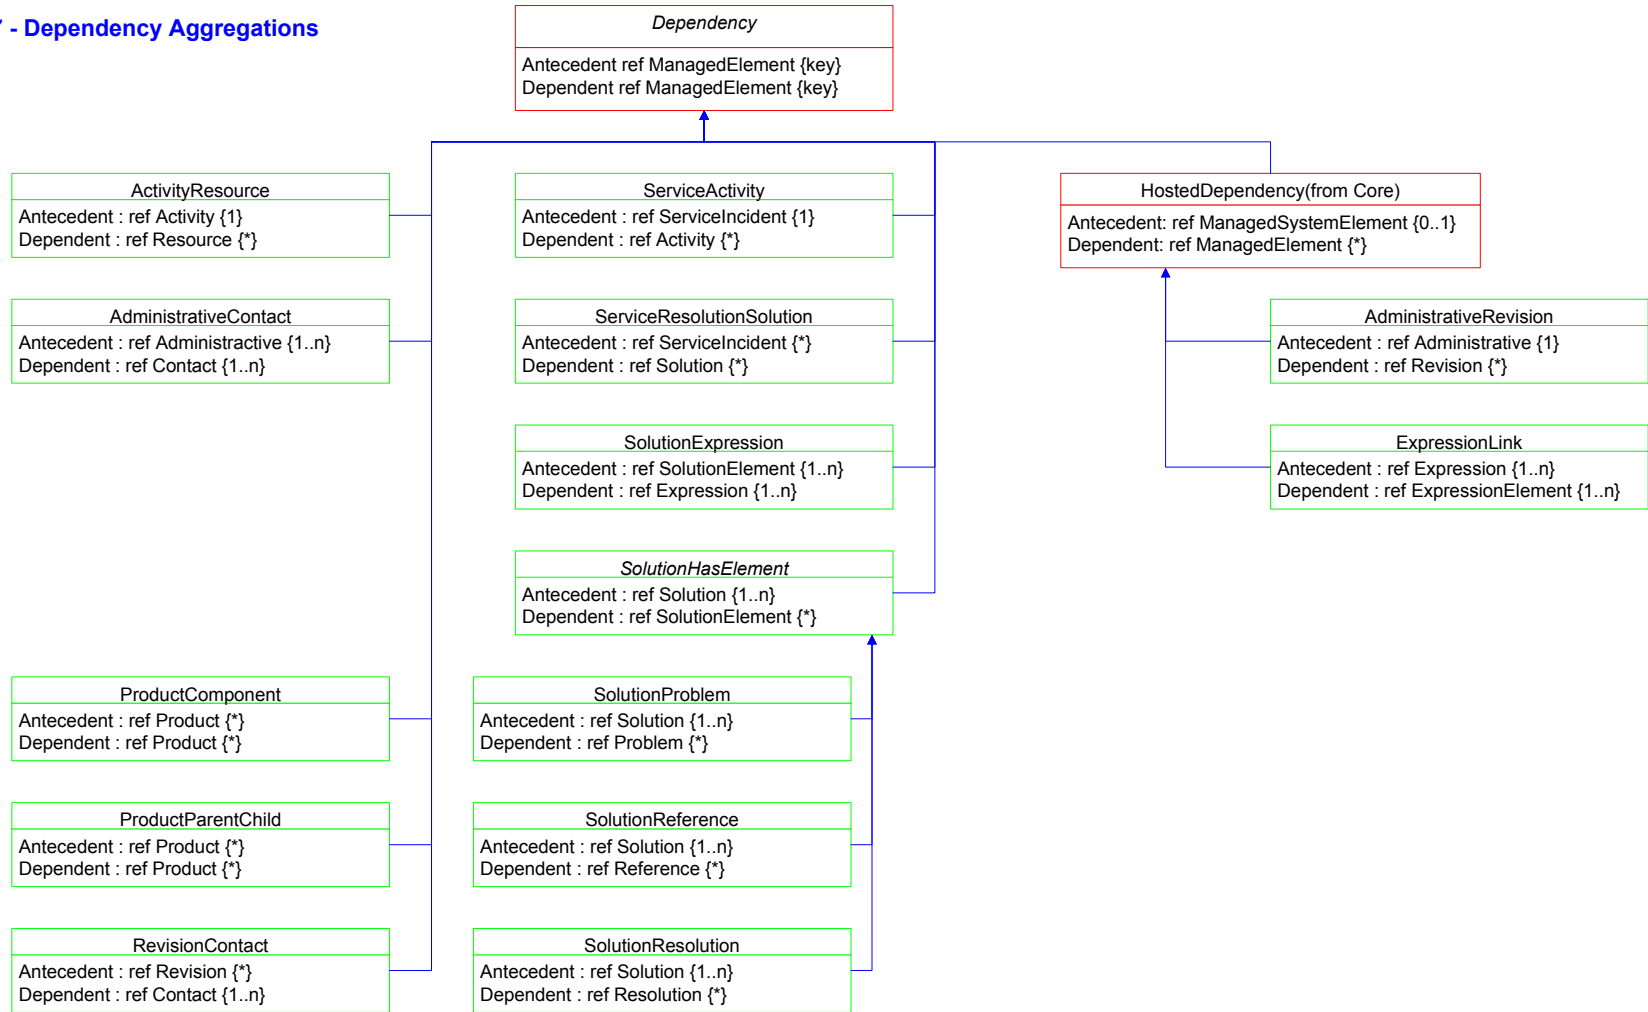 - Dependency Aggregations
Dependency
Antecedent ref ManagedElement {key}
Dependent ref ManagedElement {key}
ActivityResource
Antecedent : ref Activity {1}
Dependent : ref Resource {*}
ServiceActivity
Antecedent : ref ServiceIncident {1}
Dependent : ref Activity {*}
HostedDependency(from Core)
Antecedent: ref ManagedSystemElement {0..1}
Dependent: ref ManagedElement {*}
AdministrativeContact
Antecedent : ref Administractive {1..n}
Dependent : ref Contact {1..n}
ServiceResolutionSolution
Antecedent : ref ServiceIncident {*}
Dependent : ref Solution {*}
AdministrativeRevision
Antecedent : ref Administrative {1}
Dependent : ref Revision {*}
SolutionExpression
Antecedent : ref SolutionElement {1..n}
Dependent : ref Expression {1..n}
ExpressionLink
Antecedent : ref Expression {1..n}
Dependent : ref ExpressionElement {1..n}
SolutionHasElement
Antecedent : ref Solution {1..n}
Dependent : ref SolutionElement {*}
ProductComponent
Antecedent : ref Product {*}
Dependent : ref Product {*}
SolutionProblem
Antecedent : ref Solution {1..n}
Dependent : ref Problem {*}
ProductParentChild
Antecedent : ref Product {*}
Dependent : ref Product {*}
SolutionReference
Antecedent : ref Solution {1..n}
Dependent : ref Reference {*}
RevisionContact
Antecedent : ref Revision {*}
Dependent : ref Contact {1..n}
SolutionResolution
Antecedent : ref Solution {1..n}
Dependent : ref Resolution {*}